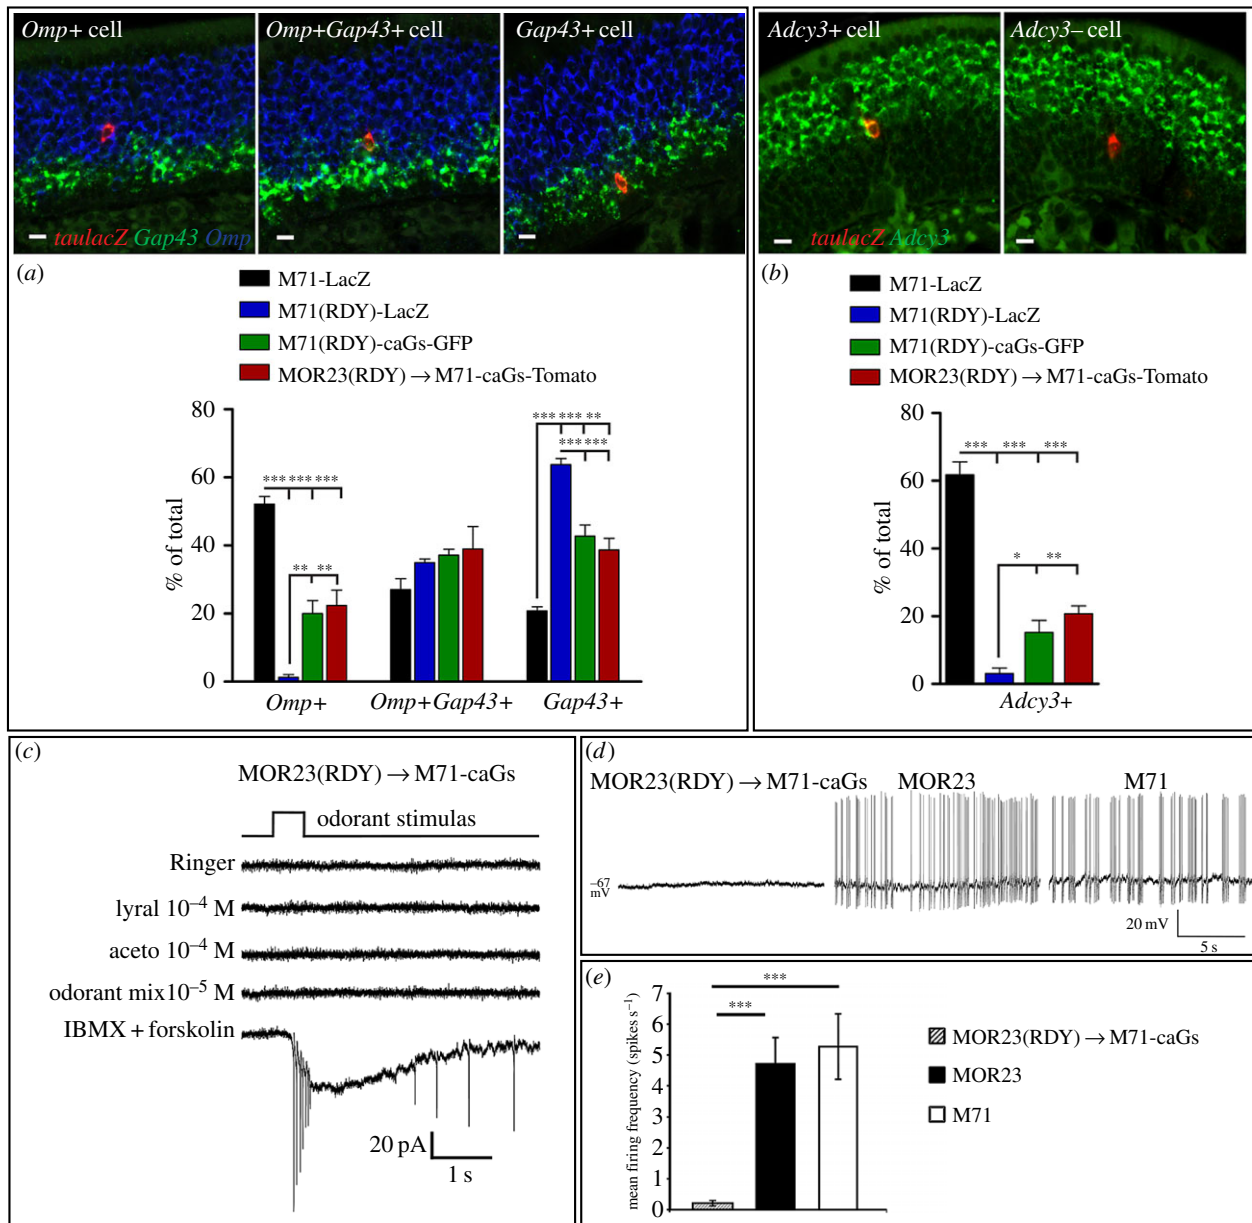 Omp+ cell
Omp+Gap43+ cell
Gap43+ cell
taulacZ Gap43 Omp
Adcy3+ cell
Adcy3– cell
taulacZ Adcy3
(a)
M71-LacZ
M71(RDY)-LacZ
M71(RDY)-caGs-GFP
MOR23(RDY) → M71-caGs-Tomato
% of total
80
60
40
20
0
*** *** ***
** **
*** *** **
*** ***
Omp+
Omp+Gap43+
Gap43+
(b)
M71-LacZ
M71(RDY)-LacZ
M71(RDY)-caGs-GFP
MOR23(RDY) → M71-caGs-Tomato
% of total
80
60
40
20
0
*** *** ***
* **
Adcy3+
(c)
MOR23(RDY) → M71-caGs
odorant stimulas
Ringer
lyral 10–4 M
aceto 10–4 M
odorant mix10–5 M
IBMX + forskolin
20 pA
1 s
(d)
MOR23(RDY) → M71-caGs
MOR23
M71
–67
mV
20 mV
5 s
(e)
mean firing frequency (spikes s–1)
7
6
5
4
3
2
1
0
***
***
MOR23(RDY) → M71-caGs
MOR23
M71